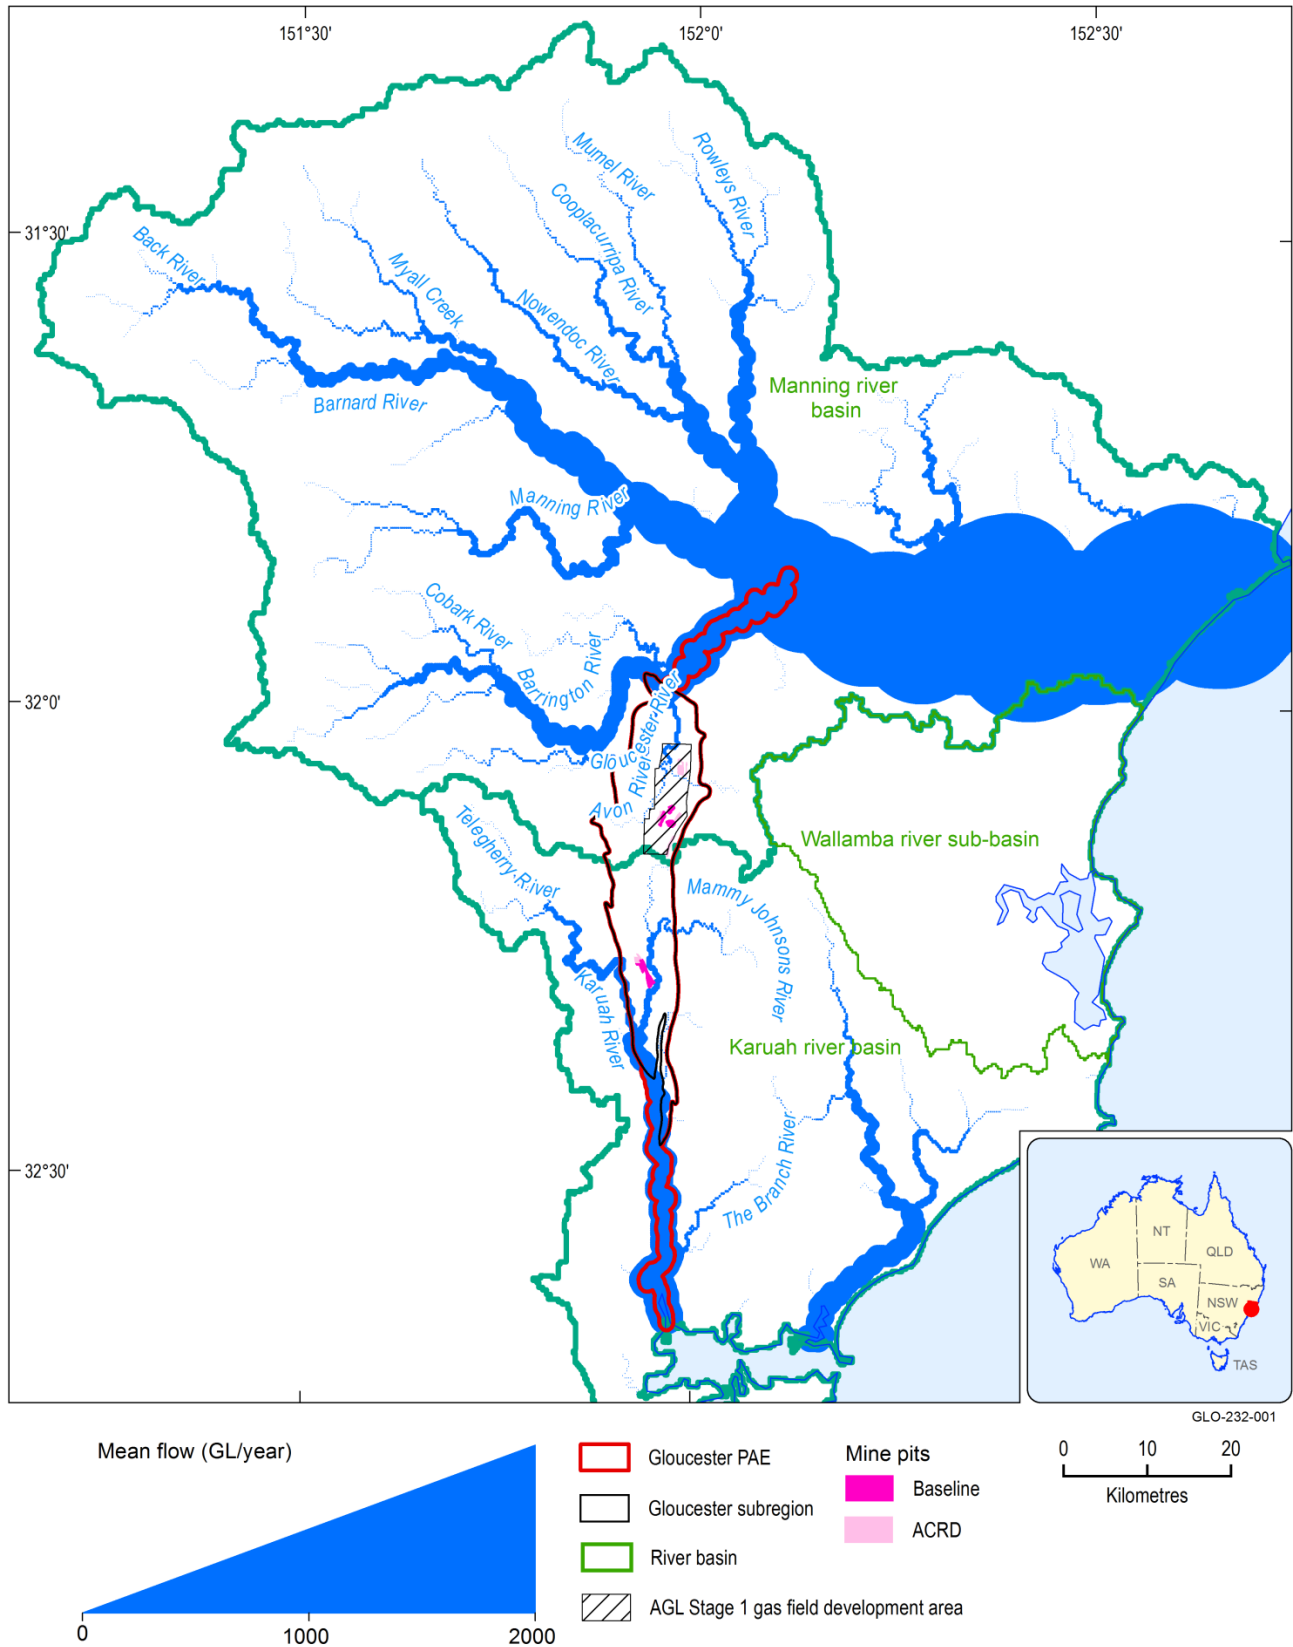 151°30'
152°0'
152°30'
31°30'
32°0'
32°30'
Back River
Myall Creek
Barnard River
Nowendoc River
Cooplacurripa River
Mumel River
Rowleys River
Manning river
basin
Manning River
Cobark River
Barrington River
Gloucester River
Avon River
Telegherry River
Mammy Johnsons River
Wallamba river sub-basin
Karuah River
Karuah river basin
The Branch River
WA
NT
SA
QLD
NSW
VIC
TAS
GLO-232-001
Mean flow (GL/year)
0
1000
2000
Gloucester PAE
Gloucester subregion
River basin
AGL Stage 1 gas field development area
Mine pits
Baseline
ACRD
0 10 20
Kilometres